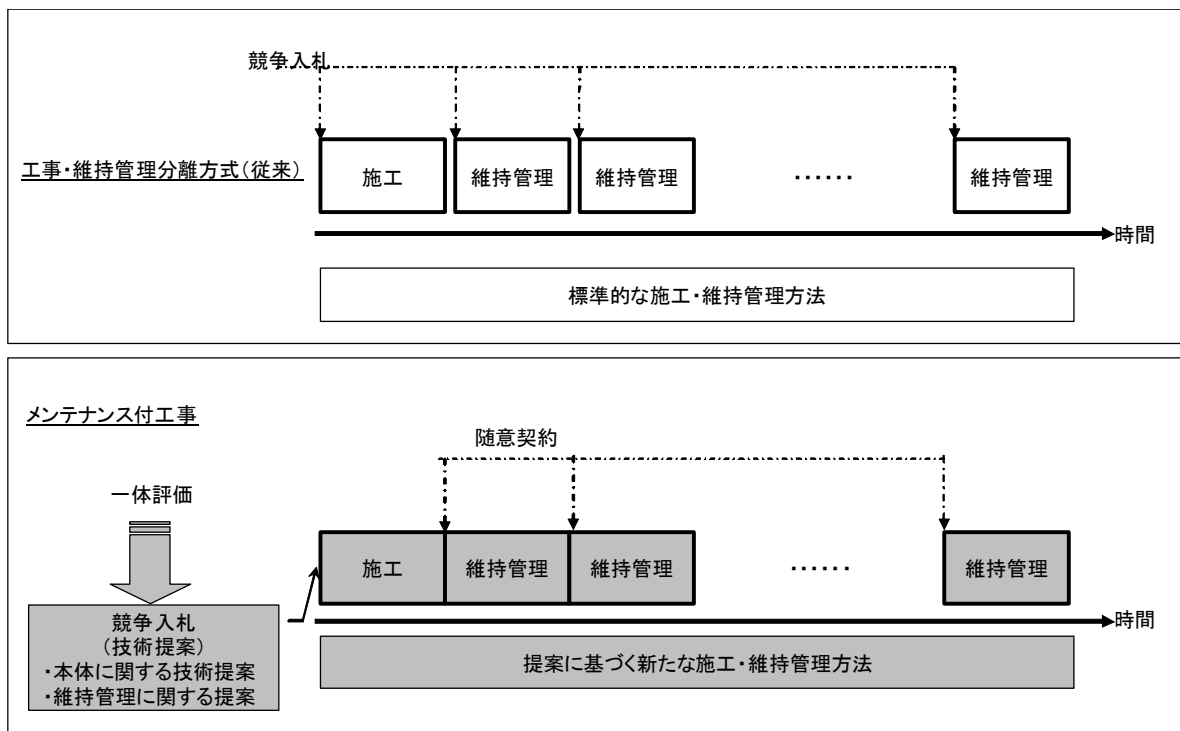 競争入札
工事・維持管理分離方式(従来)
施工
維持管理
維持管理
……
維持管理
時間
標準的な施工・維持管理方法
メンテナンス付工事
随意契約
一体評価
施工
維持管理
維持管理
……
維持管理
時間
競争入札
(技術提案)
・本体に関する技術提案
・維持管理に関する提案
提案に基づく新たな施工・維持管理方法